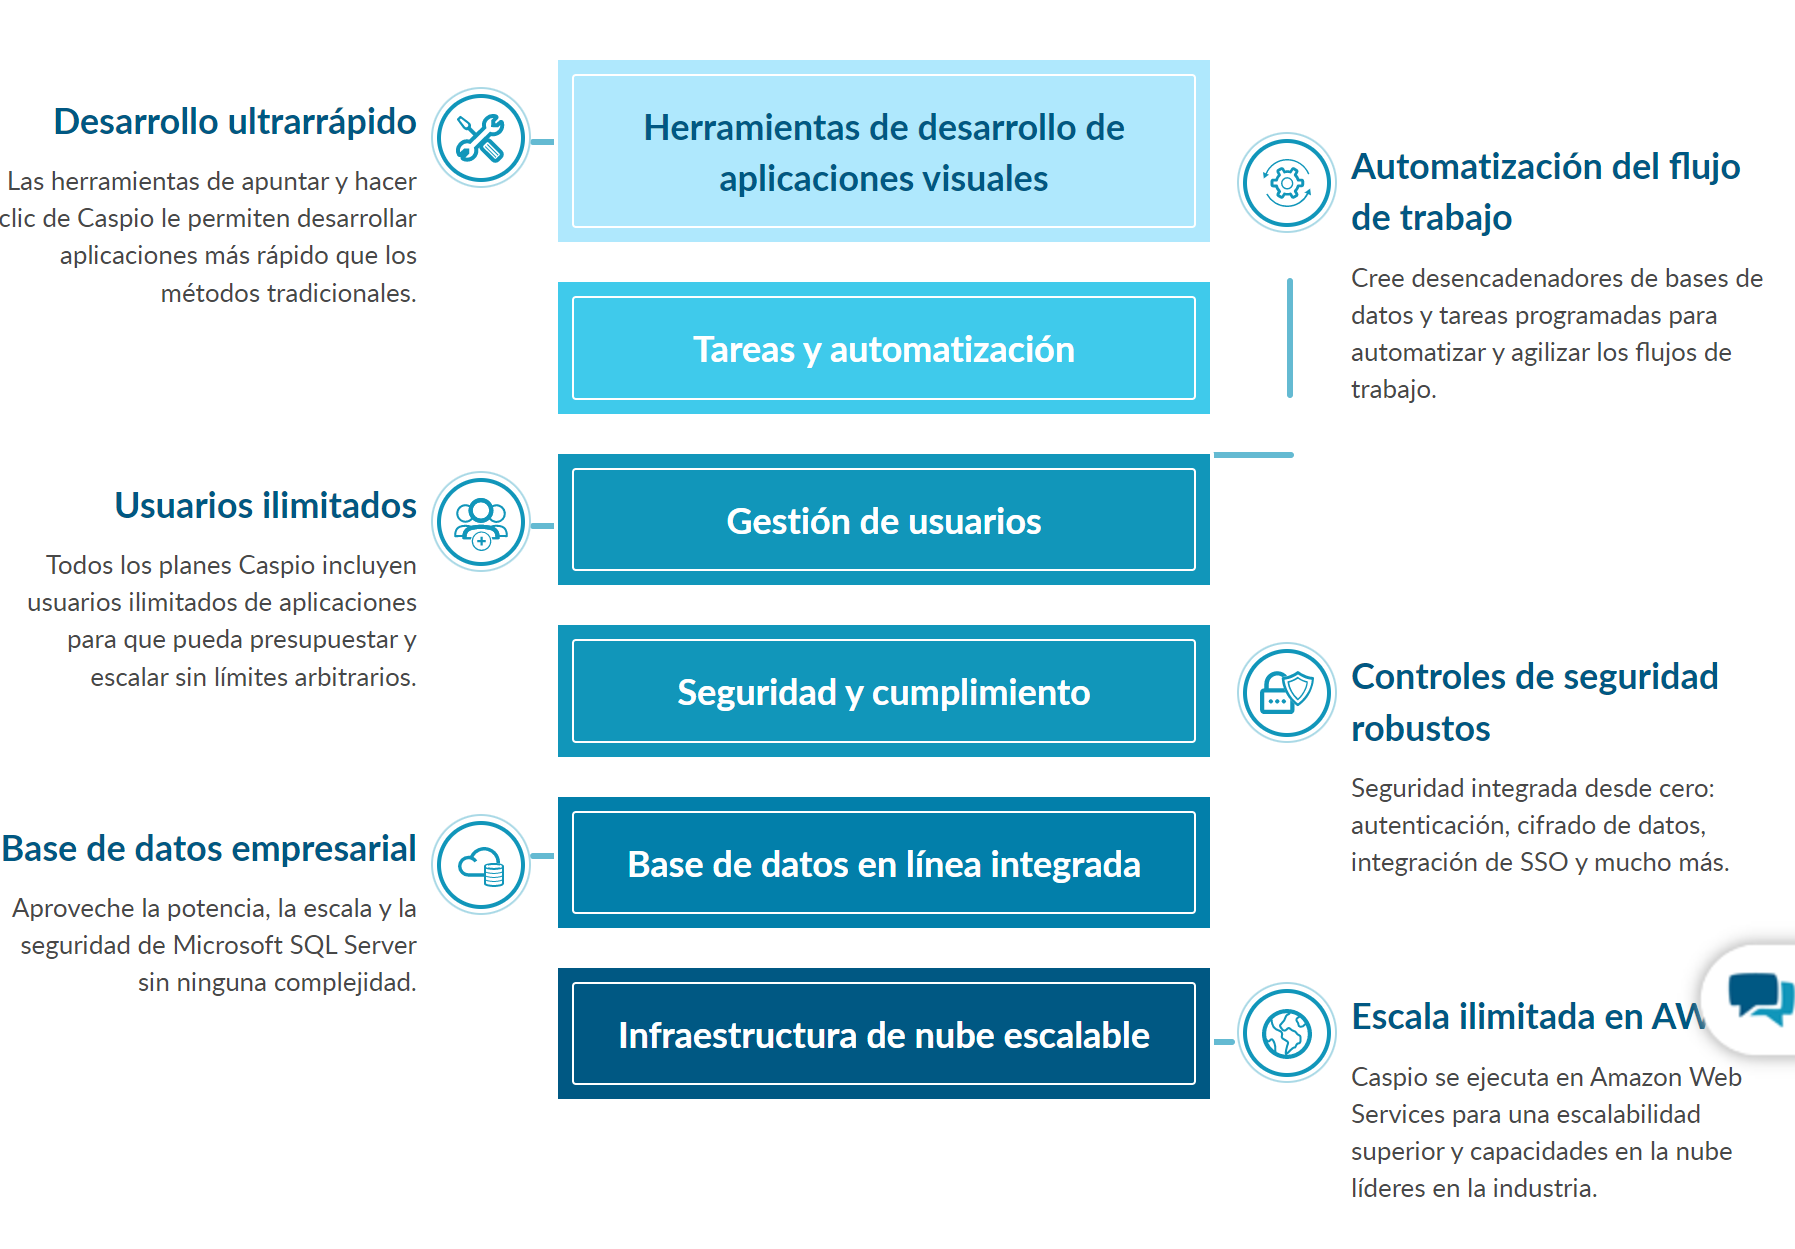 Desarrollo ultrarrápido
Las herramientas de apuntar y hacer
clic de Caspio le permiten desarrollar
aplicaciones más rápido que los
métodos tradicionales.
Herramientas de desarrollo de
aplicaciones visuales
Automatización del flujo
de trabajo
Cree desencadenadores de bases de
datos y tareas programadas para
automatizar y agilizar los flujos de
trabajo.
Tareas y automatización
Usuarios ilimitados
Todos los planes Caspio incluyen
usuarios ilimitados de aplicaciones
para que pueda presupuestar y
escalar sin límites arbitrarios.
Gestión de usuarios
Seguridad y cumplimiento
Controles de seguridad
robustos
Seguridad integrada desde cero:
autenticación, cifrado de datos,
integración de SSO y mucho más.
Base de datos empresarial
Aproveche la potencia, la escala y la
seguridad de Microsoft SQL Server
sin ninguna complejidad.
Base de datos en línea integrada
Infraestructura de nube escalable
Escala ilimitada en
Caspio se ejecuta en Amazon Web
Services para una escalabilidad
superior y capacidades en la nube
líderes en la industria.